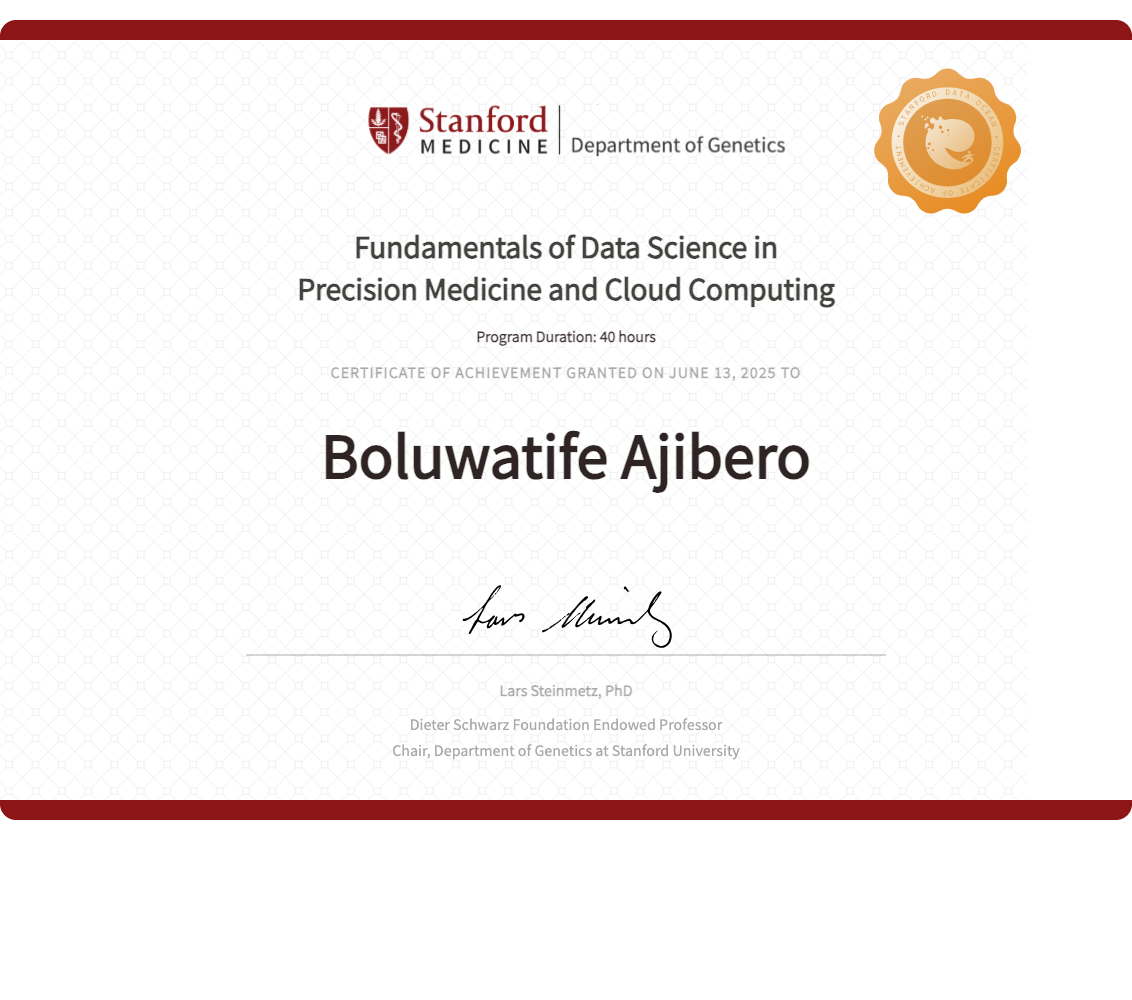 Stanford
MEDICINE
Department of Genetics
STANFORD DATA OCEAN • CERTIFICATE OF ACHIEVEMENT •
Fundamentals of Data Science in
Precision Medicine and Cloud Computing
Program Duration: 40 hours
CERTIFICATE OF ACHIEVEMENT GRANTED ON JUNE 13, 2025 TO
Boluwatife Ajibero
Lars Steinmetz, PhD
Dieter Schwarz Foundation Endowed Professor
Chair, Department of Genetics at Stanford University